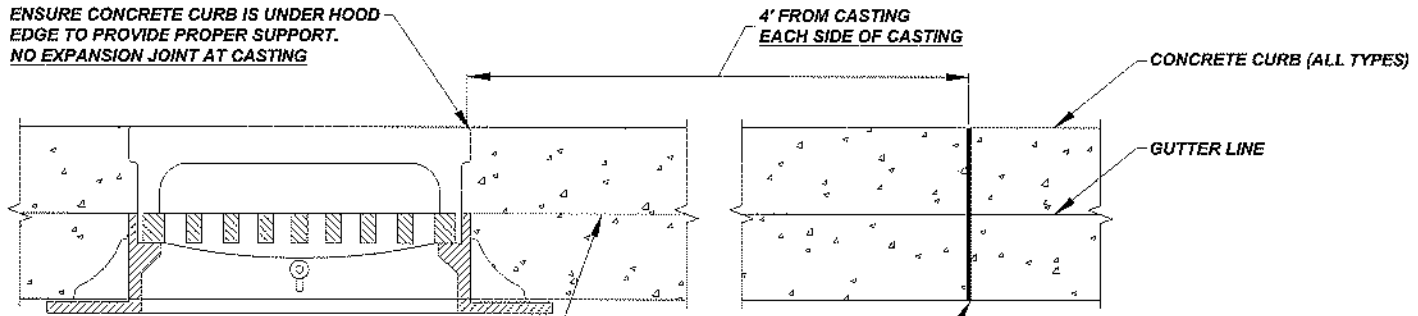 ENSURE CONCRETE CURB IS UNDER HOOD
EDGE TO PROVIDE PROPER SUPPORT.
NO EXPANSION JOINT AT CASTING
4' FROM CASTING
EACH SIDE OF CASTING
CONCRETE CURB (ALL TYPES)
GUTTER LINE